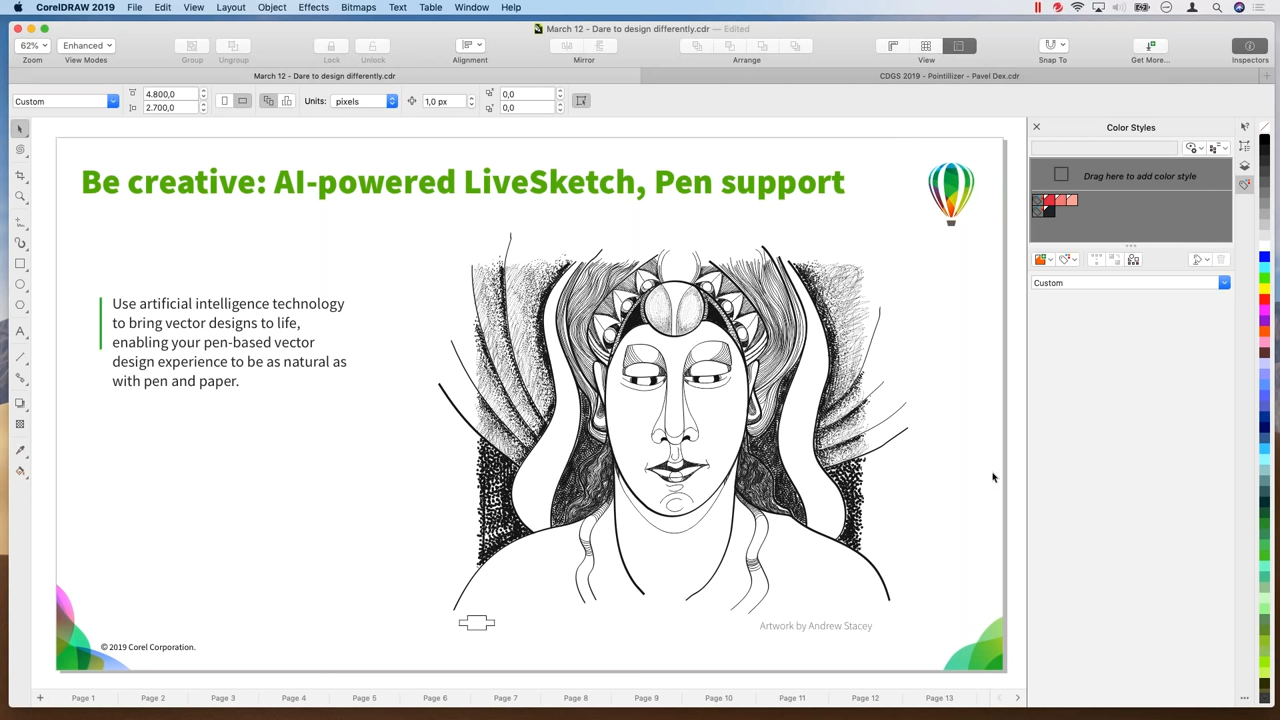 CorelDRAW 2019 File Edit View Layout Object Effects Bitmaps Text Table Window Help
March 12 - Dare to design differently.cdr — Edited
62% Enhanced
Zoom View Modes Group Ungroup Lock Unlock Alignment Mirror Arrange View Snap To Get More... Inspectors
March 12 - Dare to design differently.cdr CDGS 2019 - Pointillizer - Pavel Dex.cdr
Custom 4.800,0 2.700,0 Units: pixels 1,0 px 0,0 0,0
Color Styles
Drag here to add color style
Custom
Be creative: AI-powered LiveSketch, Pen support
Use artificial intelligence technology
to bring vector designs to life,
enabling your pen-based vector
design experience to be as natural as
with pen and paper.
Artwork by Andrew Stacey
© 2019 Corel Corporation.
Page 1 Page 2 Page 3 Page 4 Page 5 Page 6 Page 7 Page 8 Page 9 Page 10 Page 11 Page 12 Page 13